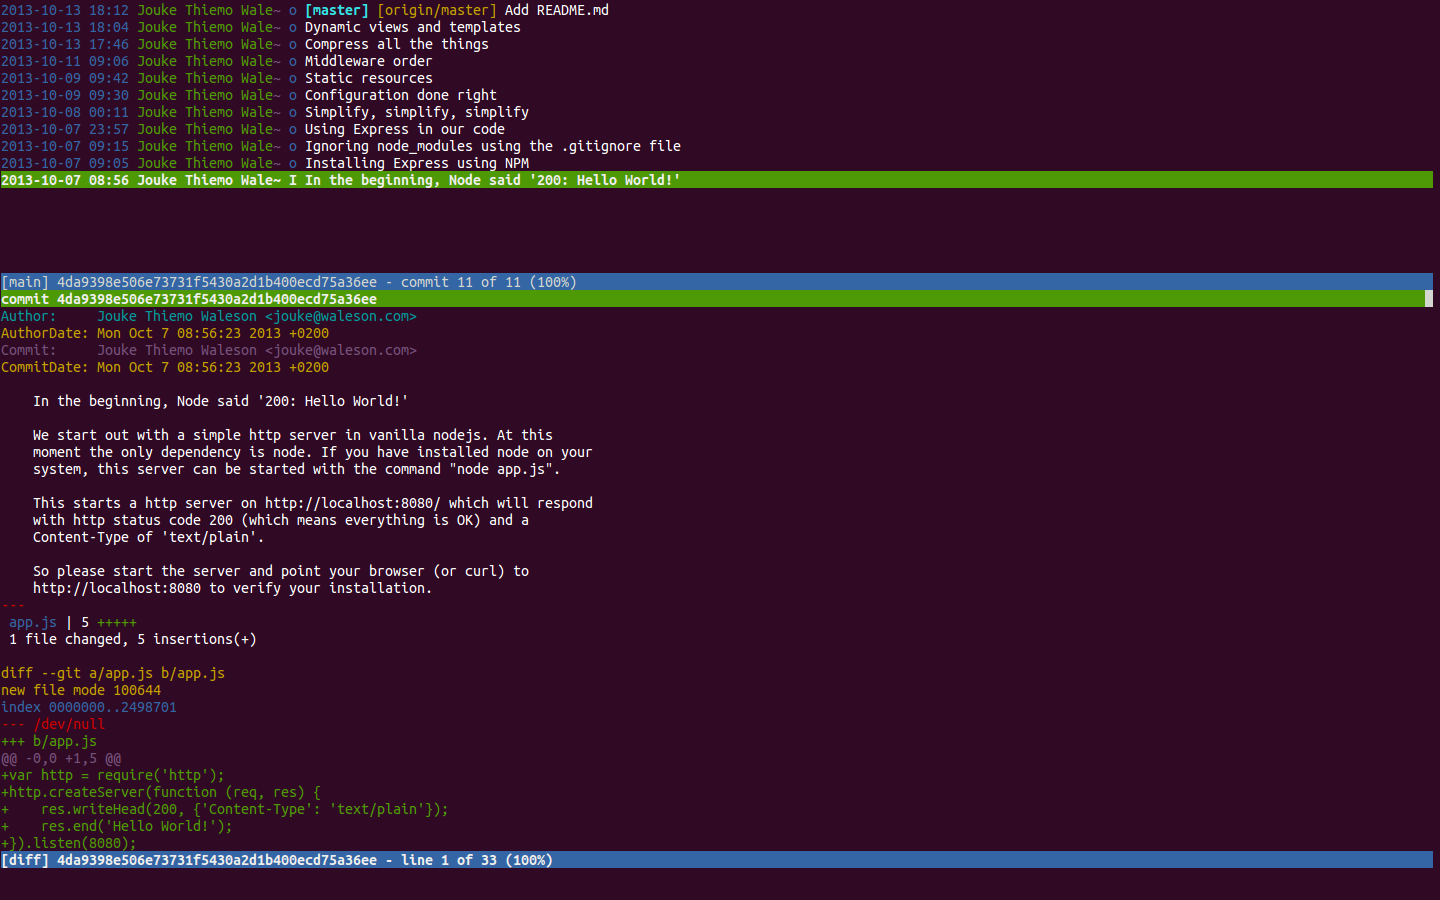 2013-10-13 18:12 Jouke Thiemo Wale~ o [master] [origin/master] Add README.md
2013-10-13 18:04 Jouke Thiemo Wale~ o Dynamic views and templates
2013-10-13 17:46 Jouke Thiemo Wale~ o Compress all the things
2013-10-11 09:06 Jouke Thiemo Wale~ o Middleware order
2013-10-09 09:42 Jouke Thiemo Wale~ o Static resources
2013-10-09 09:30 Jouke Thiemo Wale~ o Configuration done right
2013-10-08 00:11 Jouke Thiemo Wale~ o Simplify, simplify, simplify
2013-10-07 23:57 Jouke Thiemo Wale~ o Using Express in our code
2013-10-07 09:15 Jouke Thiemo Wale~ o Ignoring node_modules using the .gitignore file
2013-10-07 09:05 Jouke Thiemo Wale~ o Installing Express using NPM
2013-10-07 08:56 Jouke Thiemo Wale~ I In the beginning, Node said '200: Hello World!'
[main] 4da9398e506e73731f5430a2d1b400ecd75a36ee - commit 11 of 11 (100%)
commit 4da9398e506e73731f5430a2d1b400ecd75a36ee
Author:     Jouke Thiemo Waleson <jouke@waleson.com>
AuthorDate: Mon Oct 7 08:56:23 2013 +0200
Commit:     Jouke Thiemo Waleson <jouke@waleson.com>
CommitDate: Mon Oct 7 08:56:23 2013 +0200
    In the beginning, Node said '200: Hello World!'
    We start out with a simple http server in vanilla nodejs. At this
    moment the only dependency is node. If you have installed node on your
    system, this server can be started with the command "node app.js".
    This starts a http server on http://localhost:8080/ which will respond
    with http status code 200 (which means everything is OK) and a
    Content-Type of 'text/plain'.
    So please start the server and point your browser (or curl) to
    http://localhost:8080 to verify your installation.
---
 app.js | 5 +++++
 1 file changed, 5 insertions(+)
diff --git a/app.js b/app.js
new file mode 100644
index 0000000..2498701
--- /dev/null
+++ b/app.js
@@ -0,0 +1,5 @@
+var http = require('http');
+http.createServer(function (req, res) {
+    res.writeHead(200, {'Content-Type': 'text/plain'});
+    res.end('Hello World!');
+}).listen(8080);
[diff] 4da9398e506e73731f5430a2d1b400ecd75a36ee - line 1 of 33 (100%)